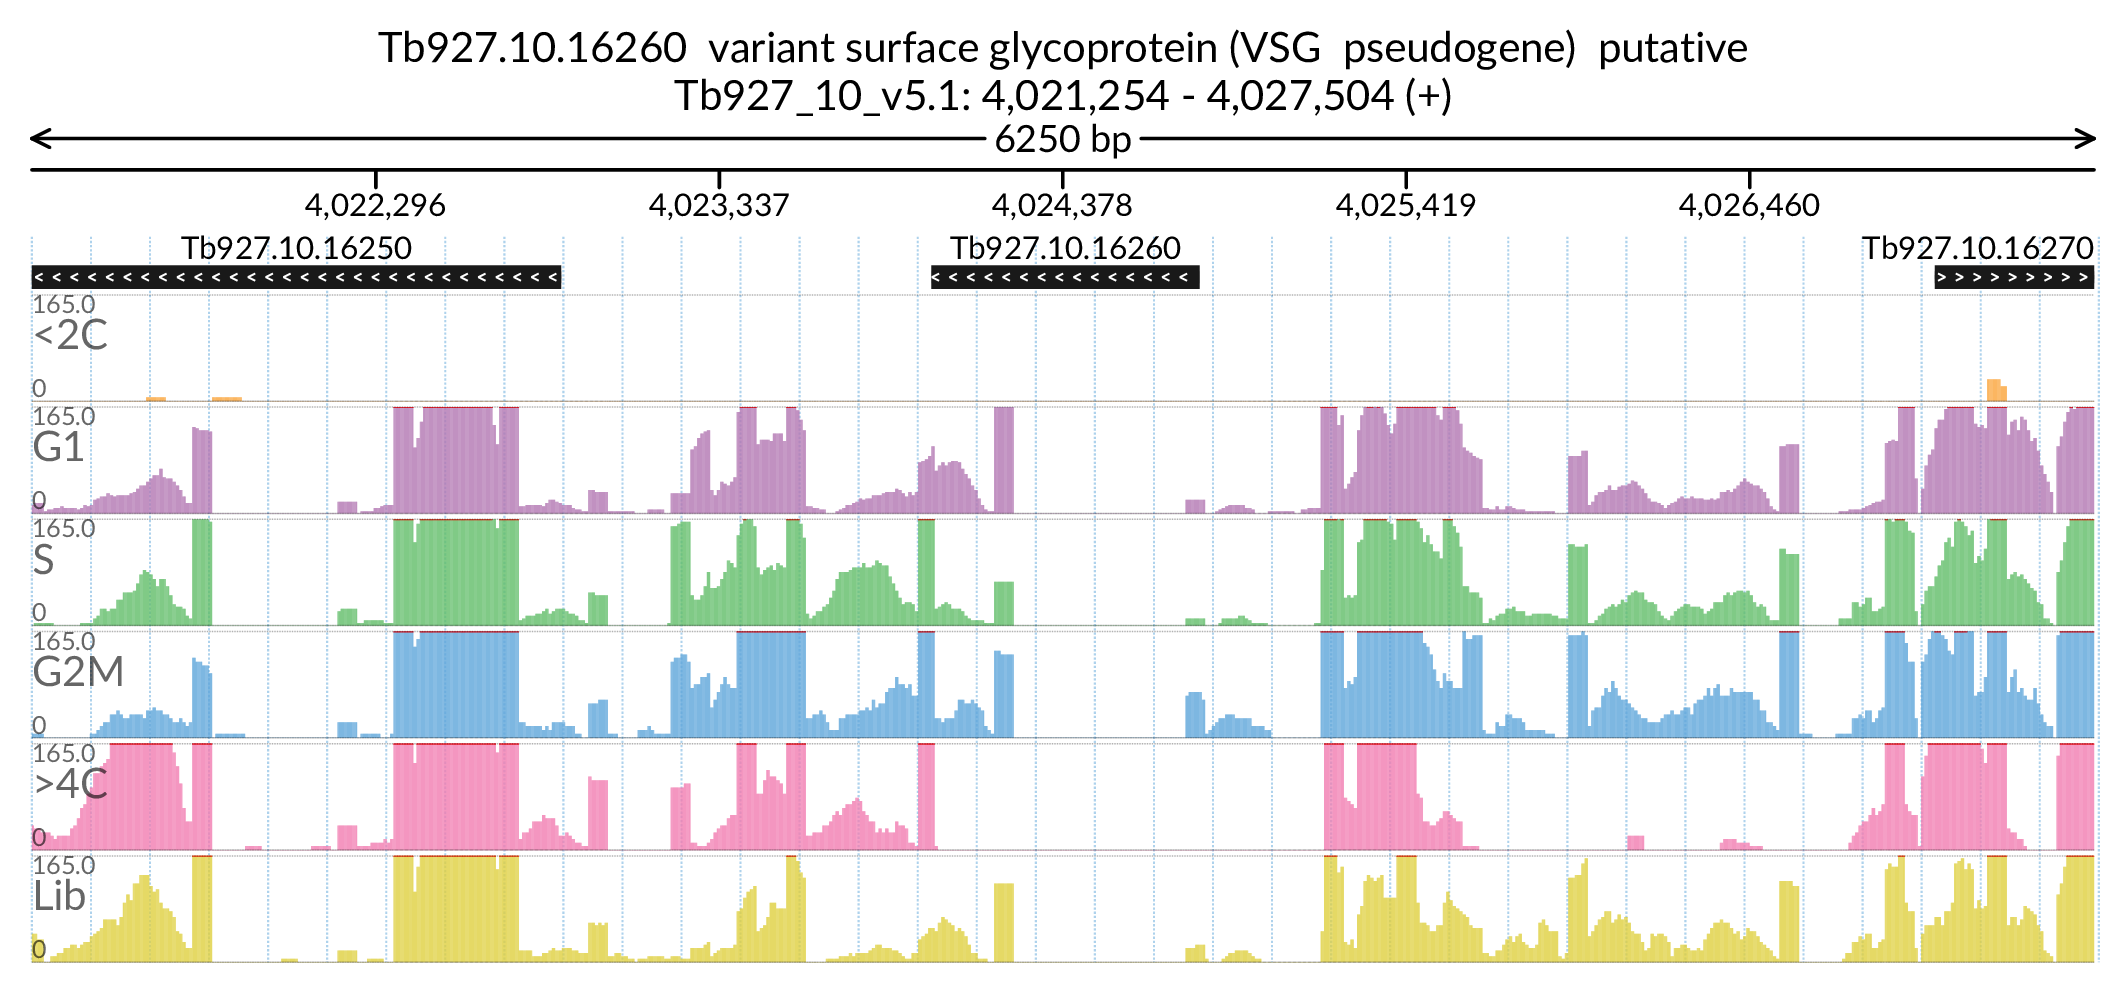 Tb927.10.16260 variant surface glycoprotein (VSG pseudogene) putative
Tb927_10_v5.1: 4,021,254 - 4,027,504 (+)
6250 bp
4,022,296 4,023,337 4,024,378 4,025,419 4,026,460
Tb927.10.16250 Tb927.10.16260 Tb927.10.16270
165.0
<2C
0
165.0
G1
0
165.0
S
0
165.0
G2M
0
165.0
>4C
0
165.0
Lib
0